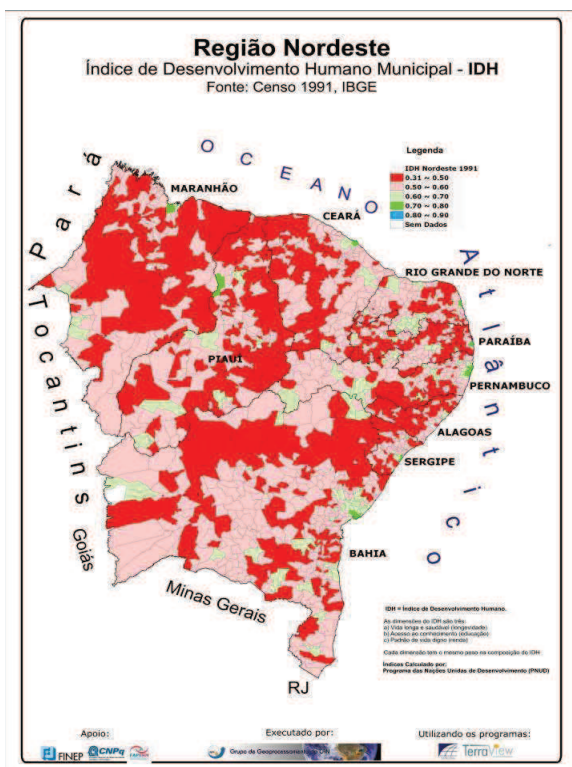 Região Nordeste
Índice de Desenvolvimento Humano Municipal - IDH
Fonte: Censo 1991, IBGE
Legenda
IDH Nordeste 1991
0.31 ~ 0.50
0.50 ~ 0.60
0.60 ~ 0.70
0.70 ~ 0.80
0.80 ~ 0.90
Sem Dados
OCEANO
Atlântico
Pará
Tocantins
Goiás
Minas Gerais
RJ
MARANHÃO
CEARÁ
RIO GRANDE DO NORTE
PARAÍBA
PIAUÍ
PERNAMBUCO
ALAGOAS
SERGIPE
BAHIA
IDH = Índice de Desenvolvimento Humano.
As dimensões do IDH são três:
a) Vida longa e saudável (longevidade)
b) Acesso ao conhecimento (educação)
c) Padrão de vida digno (renda)
Cada dimensão tem o mesmo peso na composição do IDH
Índices Calculado por:
Programa das Nações Unidas de Desenvolvimento (PNUD)
Apoio:
Executado por:
Utilizando os programas:
FINEP
CNPq
Grupo de Geoprocessamento
TerraView